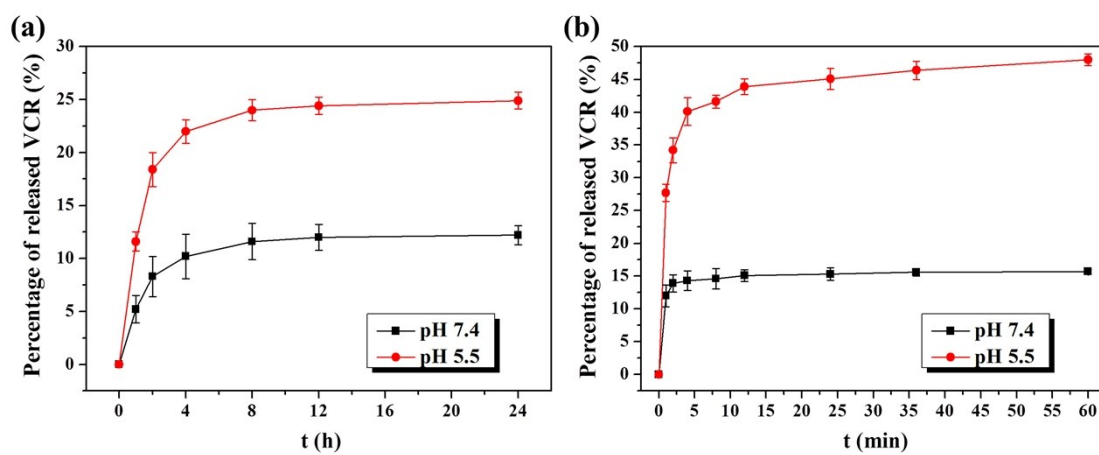 (a)
Percentage of released VCR (%)
30
25
20
15
10
5
0
pH 7.4
pH 5.5
0 4 8 12 16 20 24
t (h)
(b)
Percentage of released VCR (%)
50
45
40
35
30
25
20
15
10
5
0
pH 7.4
pH 5.5
0 5 10 15 20 25 30 35 40 45 50 55 60
t (min)